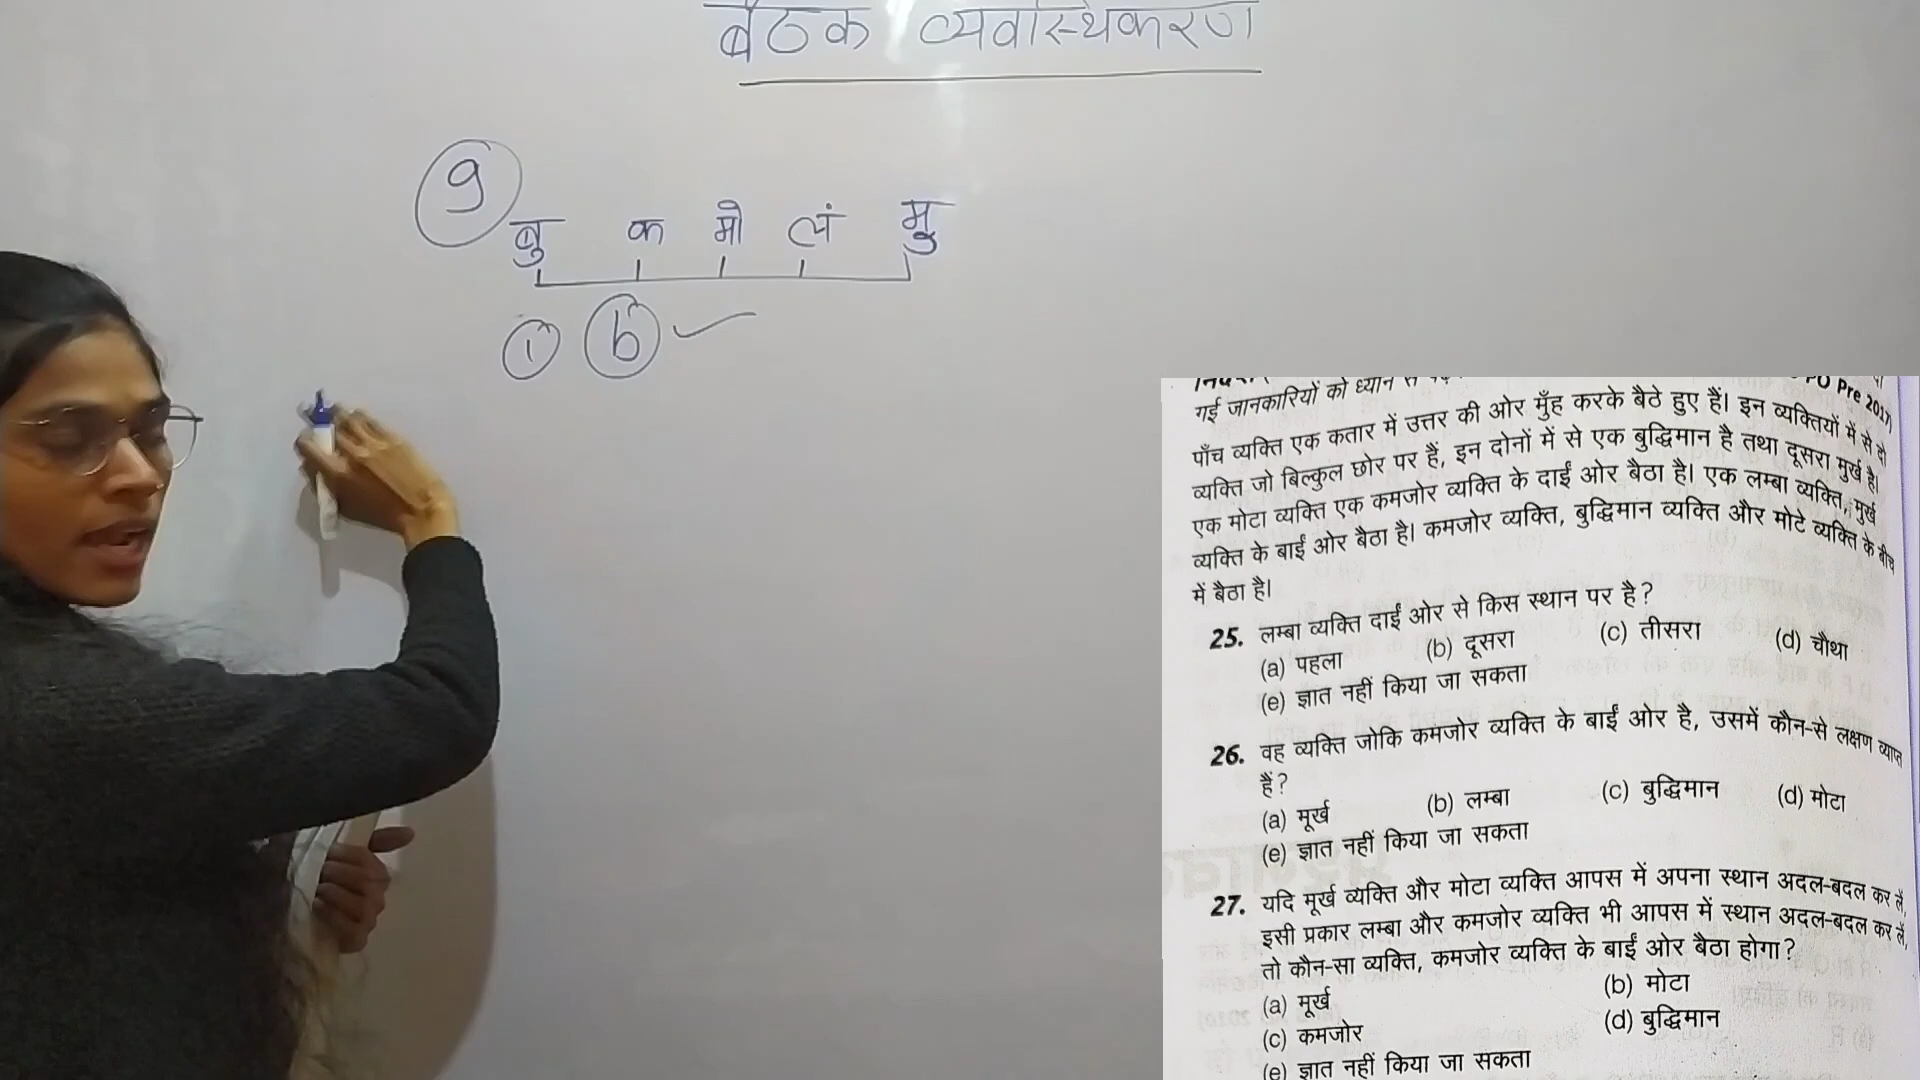 बैठक व्यवस्थिकरण
9
बु क मो लं मु
1 b
PO Pre 2017)
गई जानकारियों को ध्यान से
पाँच व्यक्ति एक कतार में उत्तर की ओर मुँह करके बैठे हुए हैं। इन व्यक्तियों में से दो
व्यक्ति जो बिल्कुल छोर पर हैं, इन दोनों में से एक बुद्धिमान है तथा दूसरा मुर्ख है।
एक मोटा व्यक्ति एक कमजोर व्यक्ति के दाईं ओर बैठा है। एक लम्बा व्यक्ति, मुर्ख
व्यक्ति के बाईं ओर बैठा है। कमजोर व्यक्ति, बुद्धिमान व्यक्ति और मोटे व्यक्ति के बीच
में बैठा है।
25. लम्बा व्यक्ति दाईं ओर से किस स्थान पर है?
(a) पहला (b) दूसरा (c) तीसरा (d) चौथा
(e) ज्ञात नहीं किया जा सकता
26. वह व्यक्ति जोकि कमजोर व्यक्ति के बाईं ओर है, उसमें कौन-से लक्षण व्याप्त
हैं?
(a) मूर्ख (b) लम्बा (c) बुद्धिमान (d) मोटा
(e) ज्ञात नहीं किया जा सकता
27. यदि मूर्ख व्यक्ति और मोटा व्यक्ति आपस में अपना स्थान अदल-बदल कर लें,
इसी प्रकार लम्बा और कमजोर व्यक्ति भी आपस में स्थान अदल-बदल कर लें,
तो कौन-सा व्यक्ति, कमजोर व्यक्ति के बाईं ओर बैठा होगा?
(a) मूर्ख (b) मोटा
(c) कमजोर (d) बुद्धिमान
(e) ज्ञात नहीं किया जा सकता